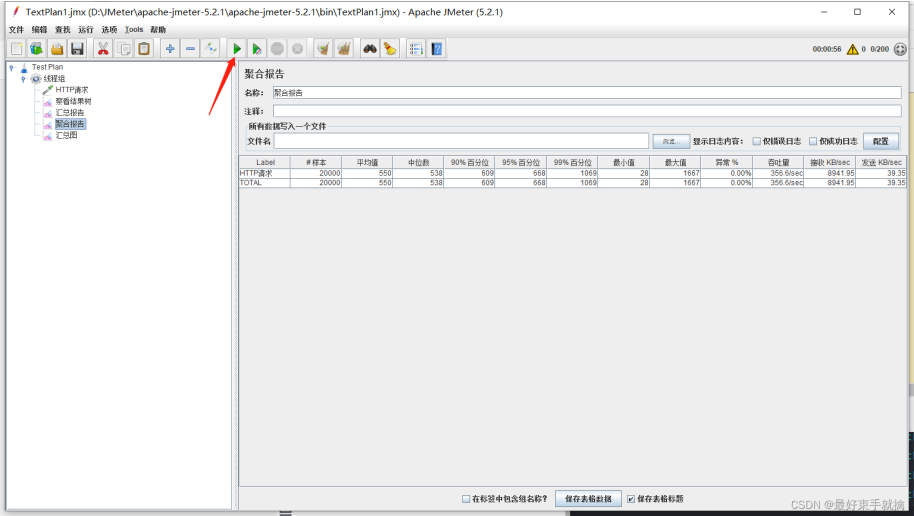 TextPlan1.jmx (D:\JMeter\apache-jmeter-5.2.1\apache-jmeter-5.2.1\bin\TextPlan1.jmx) - Apache JMeter (5.2.1)
文件 编辑 查找 运行 选项 Tools 帮助
00:00:56 0 0/200
Test Plan
线程组
HTTP请求
察看结果树
汇总报告
聚合报告
汇总图
聚合报告
名称： 聚合报告
注释：
所有数据写入一个文件
文件名 浏览... 显示日志内容： 仅错误日志 仅成功日志 配置
Label # 样本 平均值 中位数 90% 百分位 95% 百分位 99% 百分位 最小值 最大值 异常 % 吞吐量 接收 KB/sec 发送 KB/sec
HTTP请求 20000 550 538 609 668 1069 28 1667 0.00% 356.6/sec 8941.95 39.35
TOTAL 20000 550 538 609 668 1069 28 1667 0.00% 356.6/sec 8941.95 39.35
在标签中包含组名称？ 保存表格数据 保存表格标题
CSDN @最好束手就擒